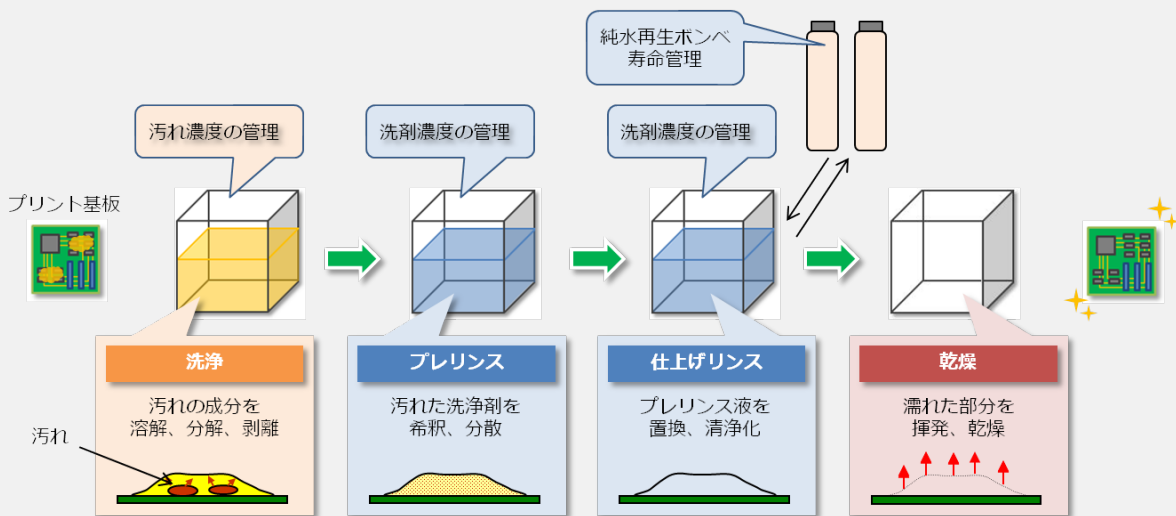 純水再生ボンベ
寿命管理
汚れ濃度の管理
洗剤濃度の管理
洗剤濃度の管理
プリント基板
洗浄
汚れの成分を
溶解、分解、剥離
汚れ
プレリンス
汚れた洗浄剤を
希釈、分散
仕上げリンス
プレリンス液を
置換、清浄化
乾燥
濡れた部分を
揮発、乾燥